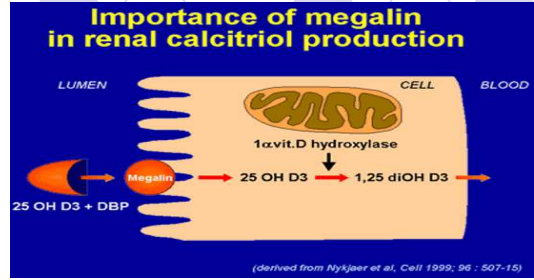 Importance of megalin
in renal calcitriol production
LUMEN
CELL
BLOOD
1αvit.D hydroxylase
Megalin
25 OH D3
1,25 diOH D3
25 OH D3 + DBP
(derived from Nykjaer et al, Cell 1999; 96 : 507-15)